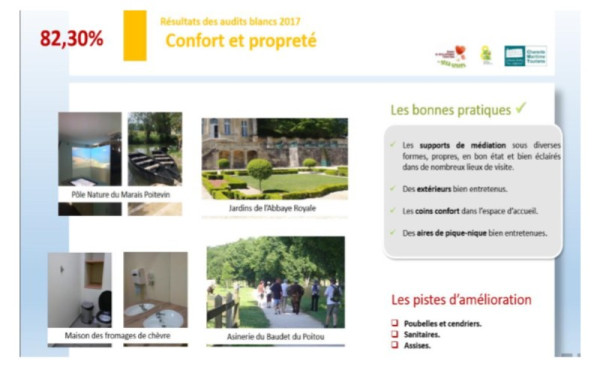 82,30%
Résultats des audits blancs 2017
Confort et propreté
Charente
Maritime
Tourisme
Les bonnes pratiques ✓
✓ Les supports de médiation sous diverses
formes, propres, en bon état et bien éclairés
dans de nombreux lieux de visite.
✓ Des extérieurs bien entretenus.
✓ Les coins confort dans l'espace d'accueil.
✓ Des aires de pique-nique bien entretenues.
Pôle Nature du Marais Poitevin
Jardins de l'Abbaye Royale
Maison des fromages de chèvre
Asinerie du Baudet du Poitou
Les pistes d'amélioration
❑ Poubelles et cendriers.
❑ Sanitaires.
❑ Assises.